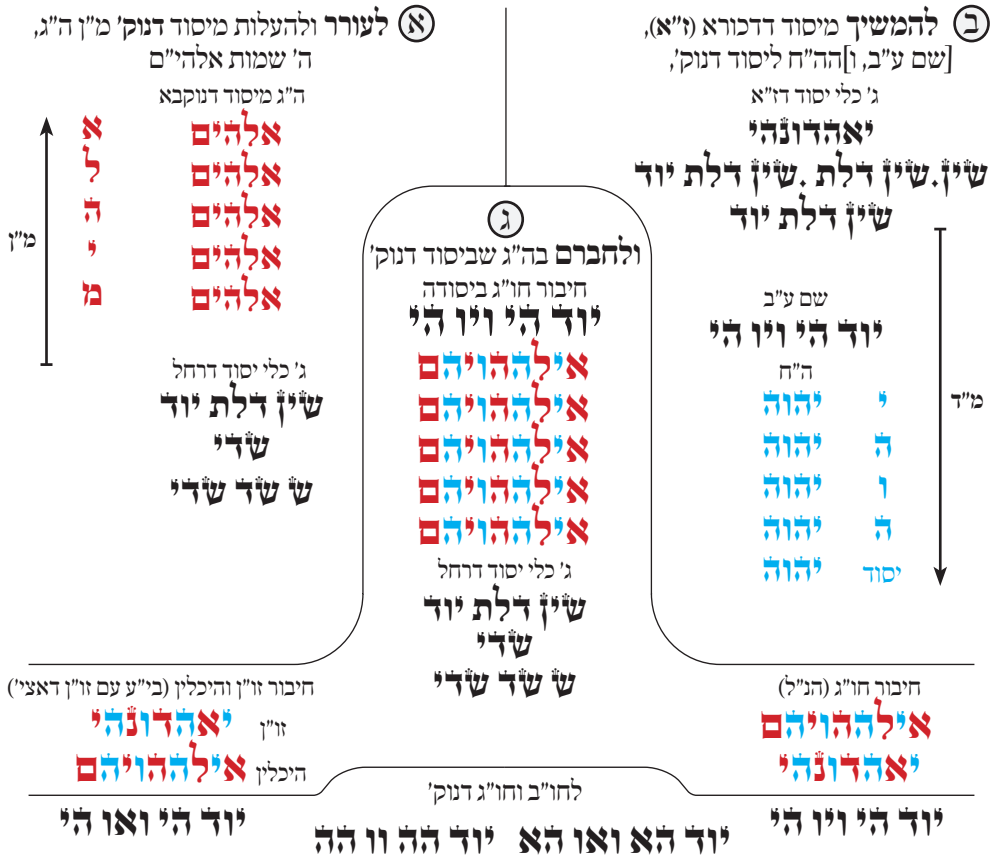 א לעורר ולהעלות מיסוד דנוק׳ מ״ן ה״ג,
ה׳ שמות אלהי״ם
ה״ג מיסוד דנוקבא
אלהים א
אלהים ל
אלהים ה
אלהים י
אלהים מ
מ״ן
ג׳ כלי יסוד דרחל
שין דלת יוד
שדי
ש שד שדי
ב להמשיך מיסוד דדכורא (ז״א),
[שם ע״ב, ו]הה״ח ליסוד דנוק׳,
ג׳ כלי יסוד דז״א
יאהדונהי
שין.שין דלת .שין דלת יוד
שין דלת יוד
שם ע״ב
יוד הי ויו הי
ה״ח
י יהוה
ה יהוה
ו יהוה
ה יהוה
יסוד יהוה
מ״ד
ג
ולחברם בה״ג שביסוד דנוק׳
חיבור חו״ג ביסודה
יוד הי ויו הי
אילההויהם
אילההויהם
אילההויהם
אילההויהם
אילההויהם
ג׳ כלי יסוד דרחל
שין דלת יוד
שדי
ש שד שדי
חיבור חו״ג (הנ״ל)
אילההויהם
יאהדונהי
חיבור זו״ן והיכלין (בי״ע עם זו״ן דאצי׳)
זו״ן יאהדונהי
היכלין אילההויהם
לחו״ב וחו״ג דנוק׳
יוד הי ויו הי
יוד הא ואו הא יוד הה וו הה
יוד הי ואו הי